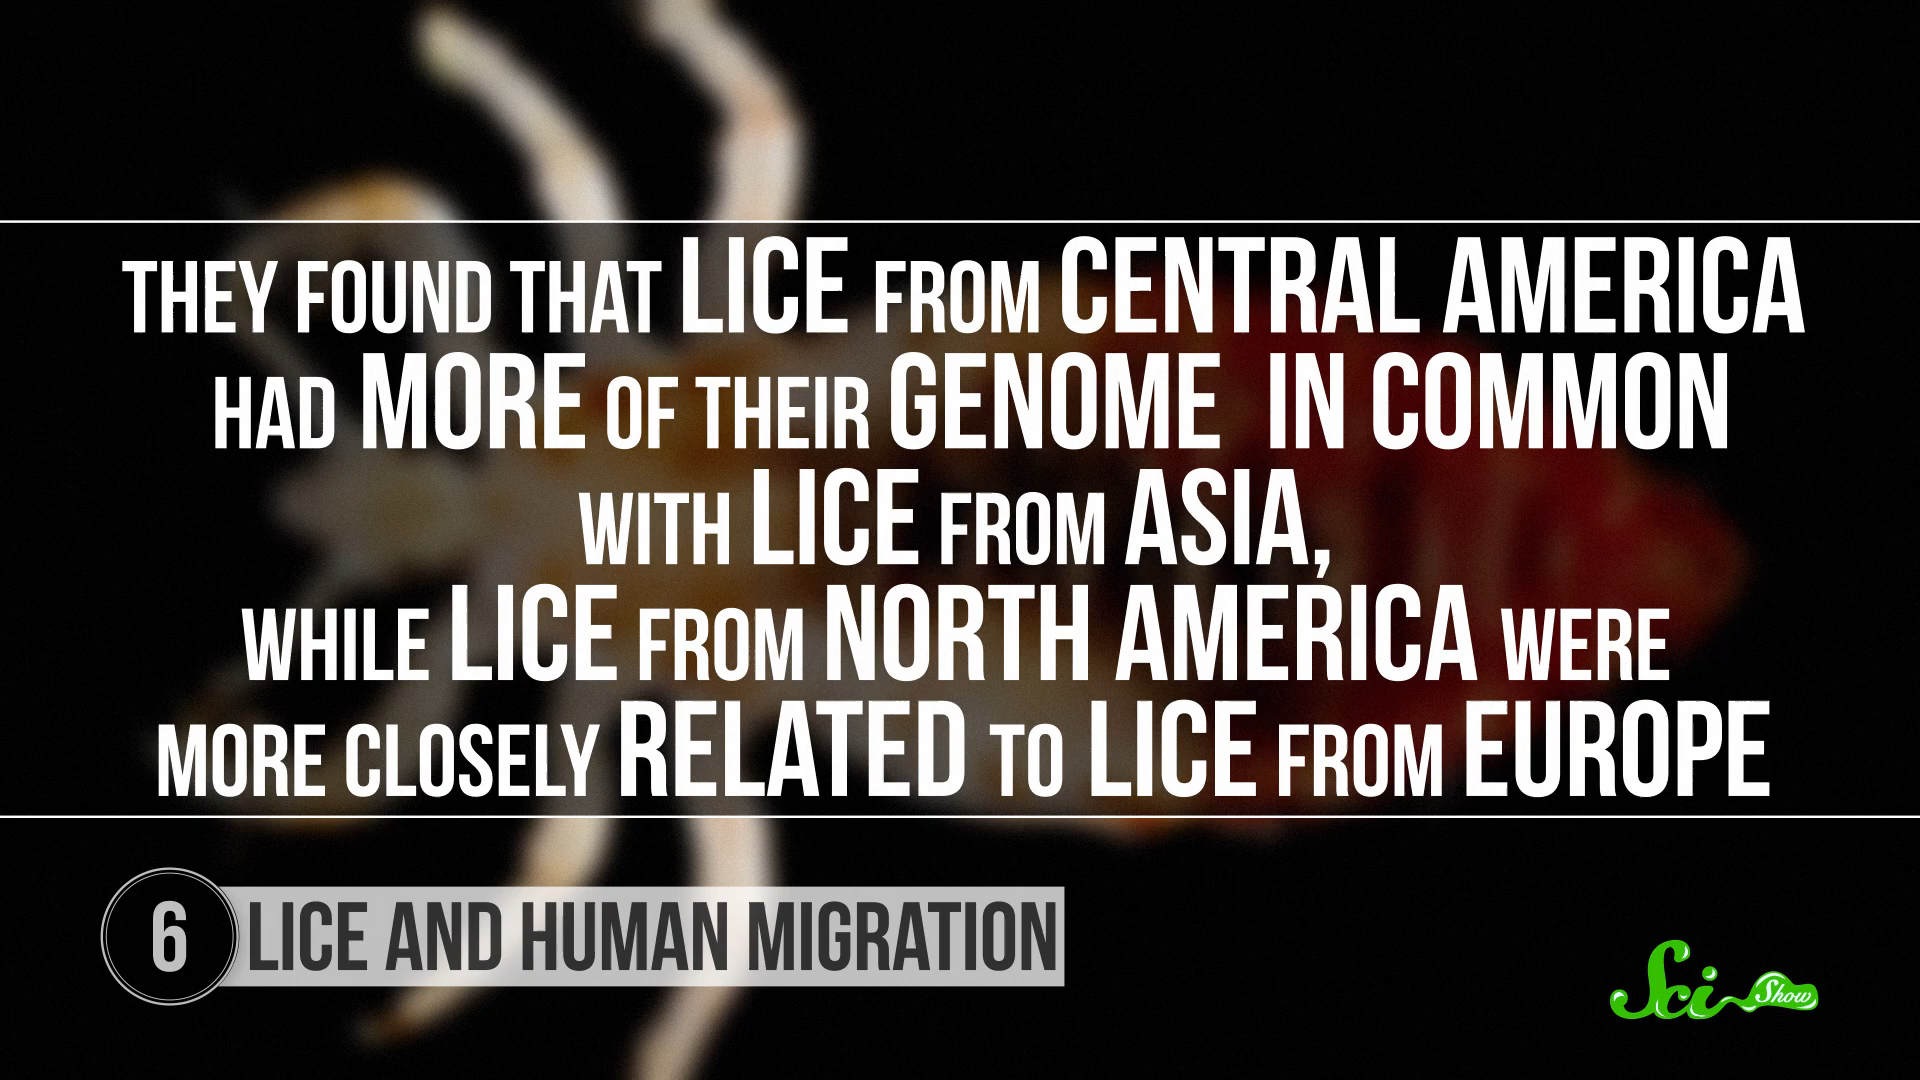 THEY FOUND THAT LICE FROM CENTRAL AMERICA
HAD MORE OF THEIR GENOME IN COMMON
WITH LICE FROM ASIA,
WHILE LICE FROM NORTH AMERICA WERE
MORE CLOSELY RELATED TO LICE FROM EUROPE
6 LICE AND HUMAN MIGRATION
Sci Show